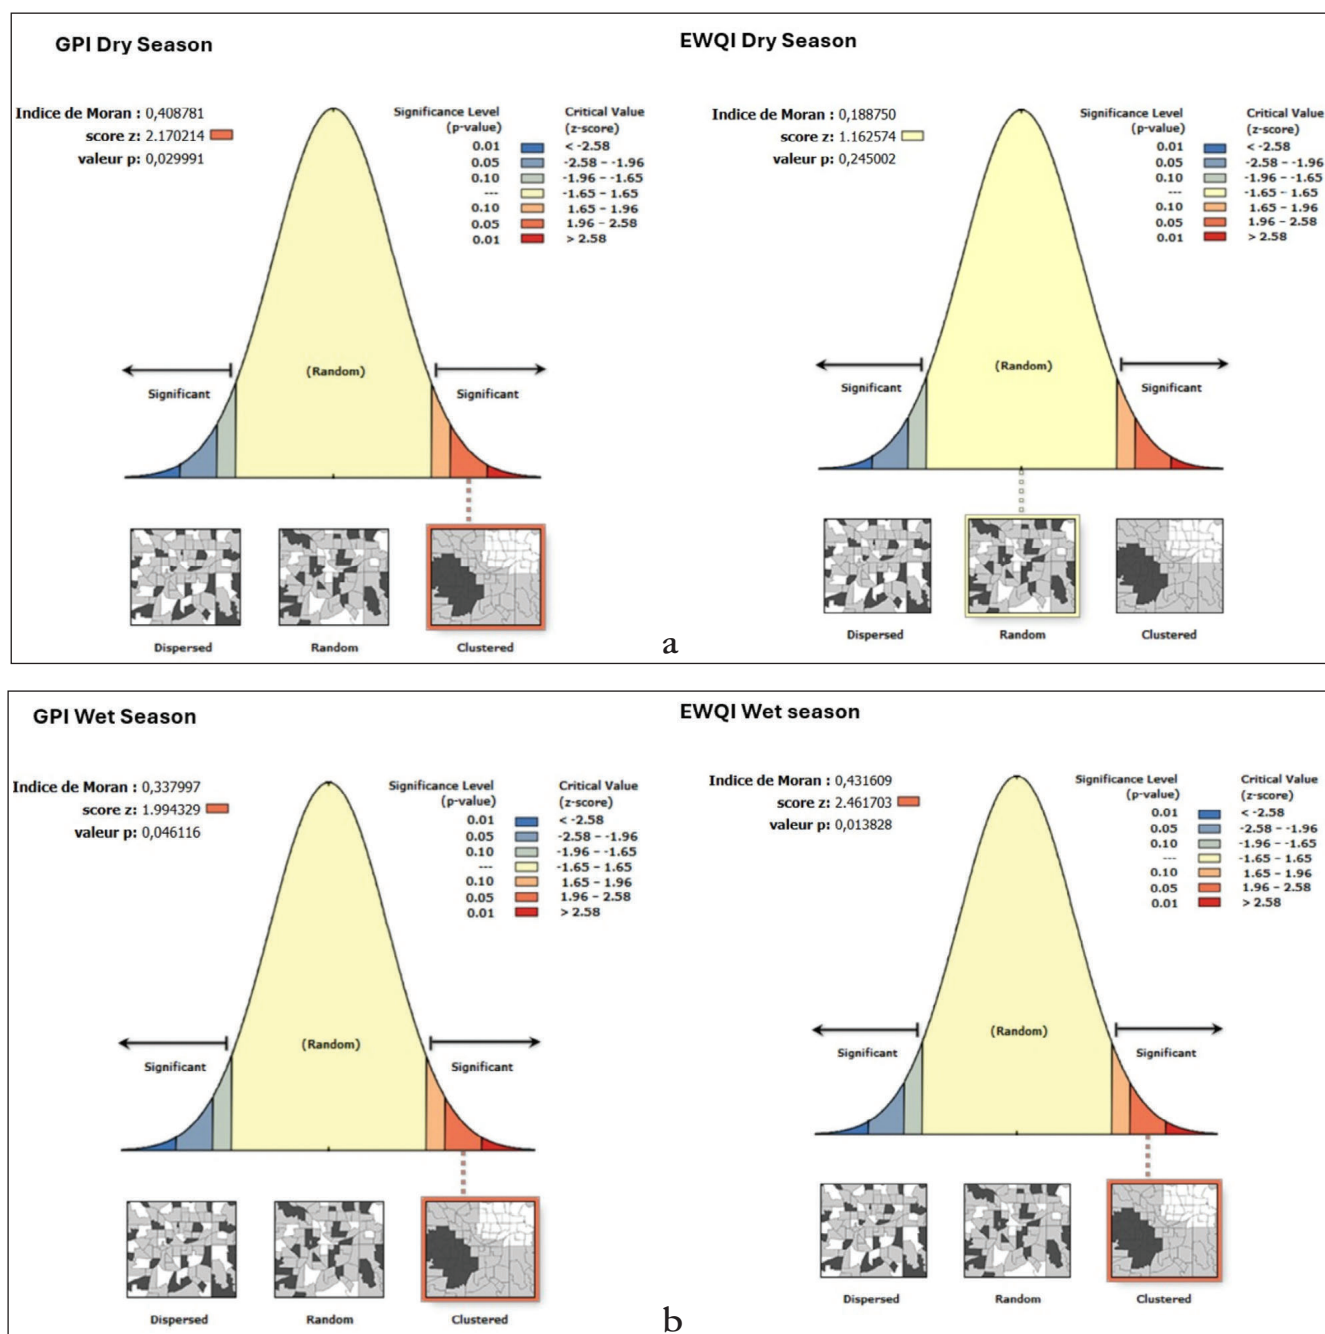 GPI Dry Season
Indice de Moran : 0,408781
score z: 2.170214
valeur p: 0,029991
Significance Level (p-value) Critical Value (z-score)
0.01 < -2.58
0.05 -2.58 – -1.96
0.10 -1.96 – -1.65
--- -1.65 – 1.65
0.10 1.65 – 1.96
0.05 1.96 – 2.58
0.01 > 2.58
Significant
(Random)
Significant
Dispersed Random Clustered
EWQI Dry Season
Indice de Moran : 0,188750
score z: 1.162574
valeur p: 0,245002
Significance Level (p-value) Critical Value (z-score)
0.01 < -2.58
0.05 -2.58 – -1.96
0.10 -1.96 – -1.65
--- -1.65 – 1.65
0.10 1.65 – 1.96
0.05 1.96 – 2.58
0.01 > 2.58
Significant
(Random)
Significant
Dispersed Random Clustered
a
GPI Wet Season
Indice de Moran : 0,337997
score z: 1.994329
valeur p: 0,046116
Significance Level (p-value) Critical Value (z-score)
0.01 < -2.58
0.05 -2.58 – -1.96
0.10 -1.96 – -1.65
--- -1.65 – 1.65
0.10 1.65 – 1.96
0.05 1.96 – 2.58
0.01 > 2.58
Significant
(Random)
Significant
Dispersed Random Clustered
EWQI Wet season
Indice de Moran : 0,431609
score z: 2.461703
valeur p: 0,013828
Significance Level (p-value) Critical Value (z-score)
0.01 < -2.58
0.05 -2.58 – -1.96
0.10 -1.96 – -1.65
--- -1.65 – 1.65
0.10 1.65 – 1.96
0.05 1.96 – 2.58
0.01 > 2.58
Significant
(Random)
Significant
Dispersed Random Clustered
b